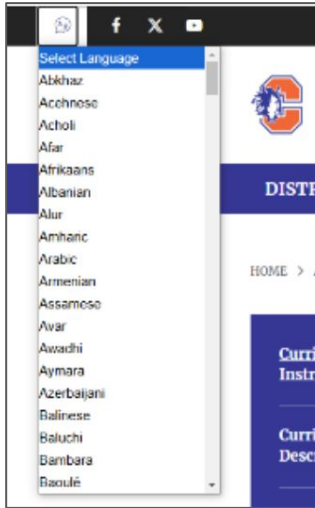 Select Language
Abkhaz
Acehnese
Acholi
Afar
Afrikaans
Albanian
Alur
Amharic
Arabic
Armenian
Assamese
Avar
Awadhi
Aymara
Azerbaijani
Balinese
Baluchi
Bambara
Baoulé
C
DISTR
HOME >
Curri
Instr
Curri
Desc